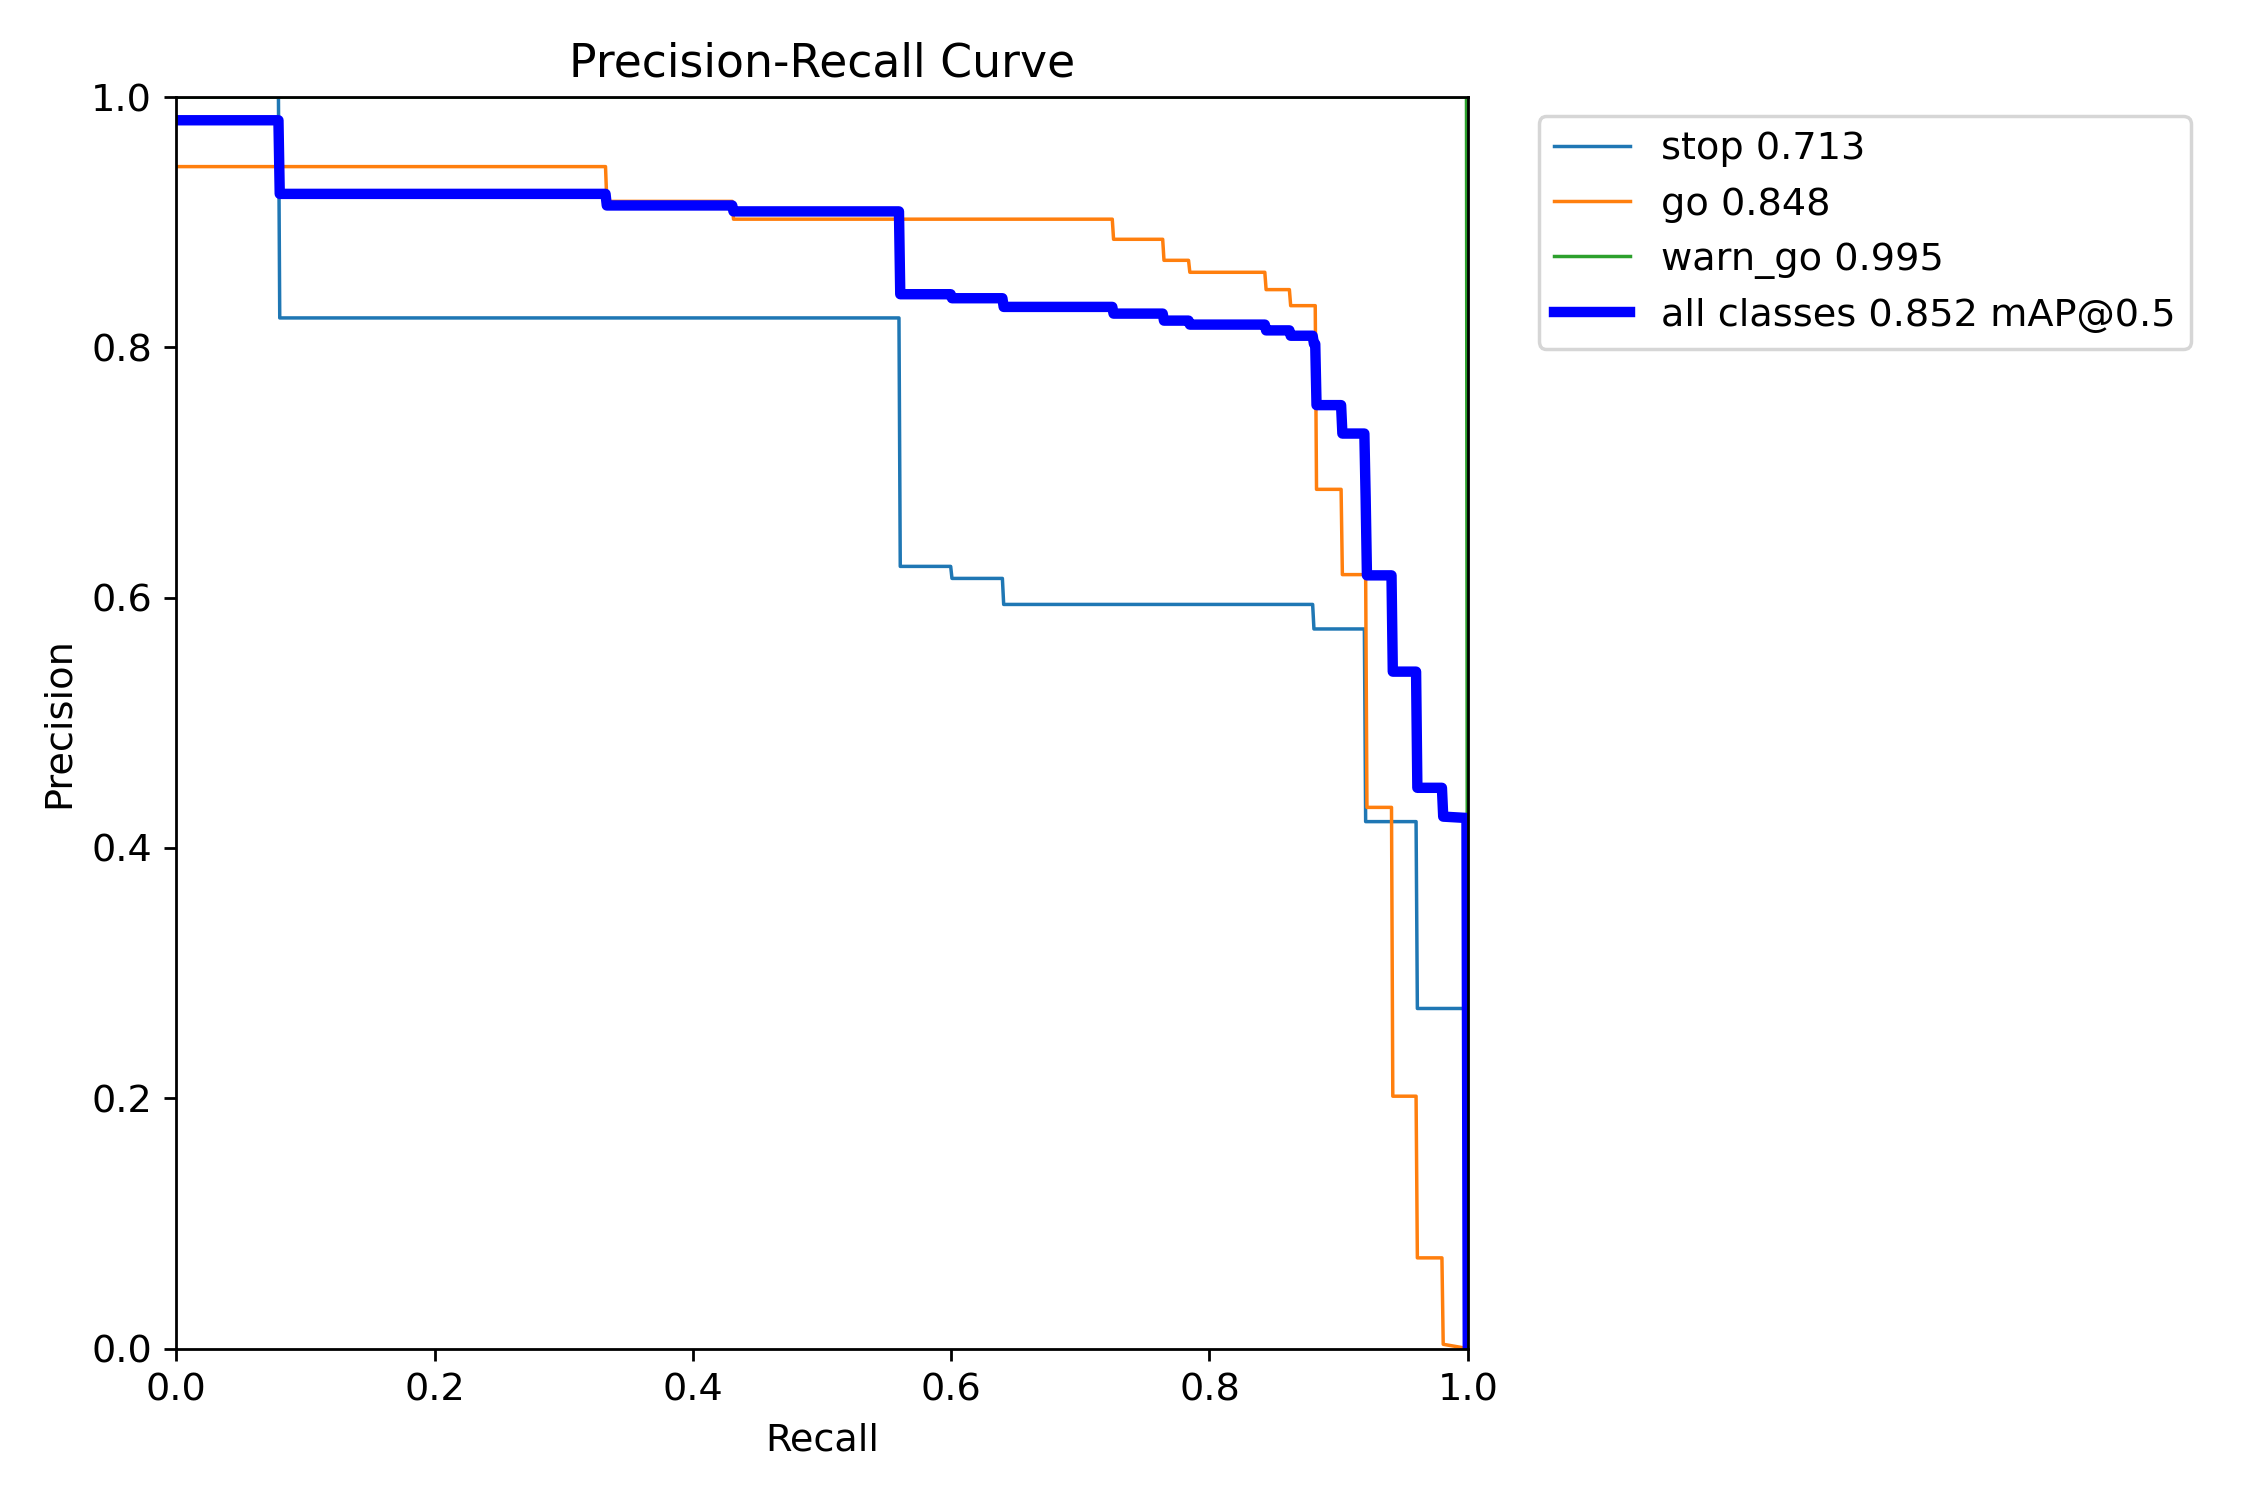 Precision-Recall Curve
1.0
0.8
0.6
0.4
0.2
0.0
Precision
0.0 0.2 0.4 0.6 0.8 1.0
Recall
stop 0.713
go 0.848
warn_go 0.995
all classes 0.852 mAP@0.5